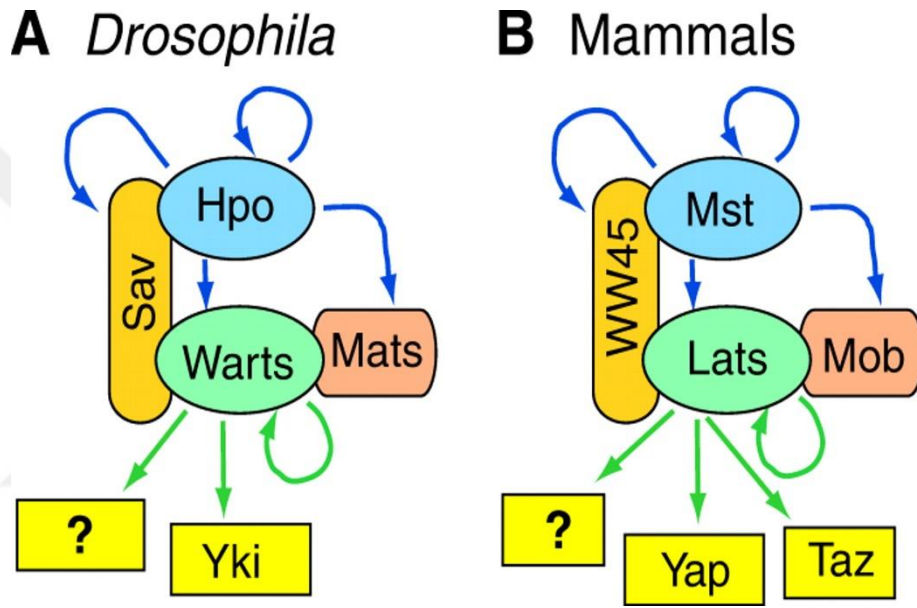 A Drosophila
Hpo
Sav
Warts
Mats
?
Yki
B Mammals
Mst
WW45
Lats
Mob
?
Yap
Taz